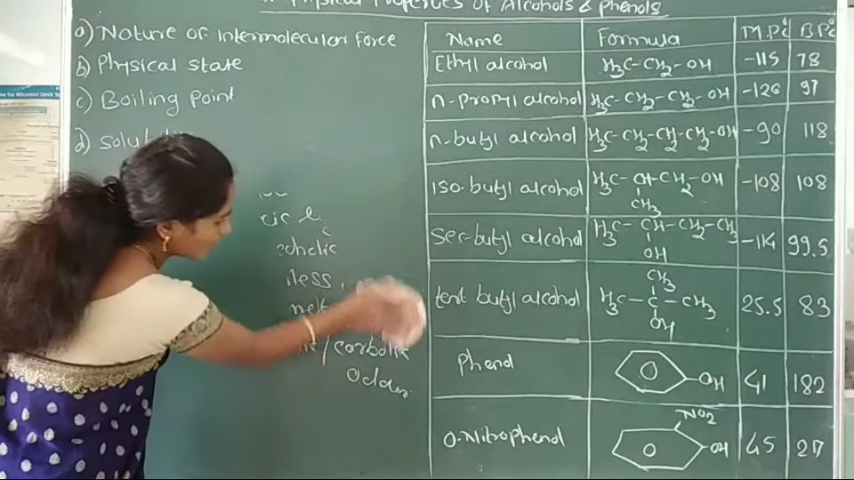 Physical Properties of Alcohols & Phenols
a) Nature of Intermolecular Force
b) Physical state
c) Boiling Point
d)
carbolic
Odour
Name Formula M.P°C B.P°C
Ethyl alcohol H3C-CH2-OH -115 78
n-propyl alcohol H3C-CH2-CH2-OH -126 97
n-butyl alcohol H3C-CH2-CH2-CH2-OH -90 118
iso-butyl alcohol H3C-CH-CH2-OH -108 108
CH3
sec-butyl alcohol H3C-CH-CH2-CH3 -114 99.5
OH
CH3
tert butyl alcohol H3C-C-CH3 25.5 83
OH
Phenol OH 41 182
NO2
O-Nitrophenol OH 45 217